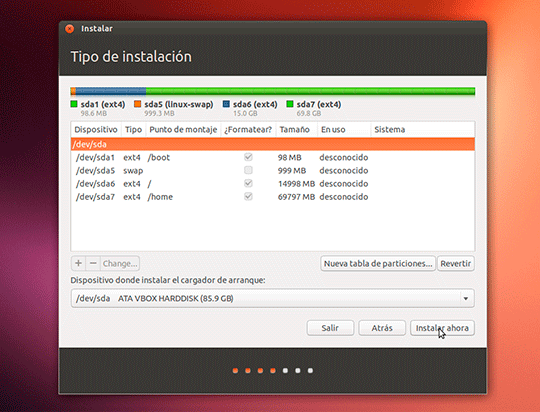 Instalar
Tipo de instalación
sda1 (ext4) sda5 (linux-swap) sda6 (ext4) sda7 (ext4)
98.6 MB 999.3 MB 15.0 GB 69.8 GB
Dispositivo Tipo Punto de montaje ¿Formatear? Tamaño En uso Sistema
/dev/sda
/dev/sda1 ext4 /boot 98 MB desconocido
/dev/sda5 swap 999 MB desconocido
/dev/sda6 ext4 / 14998 MB desconocido
/dev/sda7 ext4 /home 69797 MB desconocido
+ − Change... Nueva tabla de particiones... Revertir
Dispositivo donde instalar el cargador de arranque:
/dev/sda ATA VBOX HARDDISK (85.9 GB)
Salir Atrás Instalar ahora